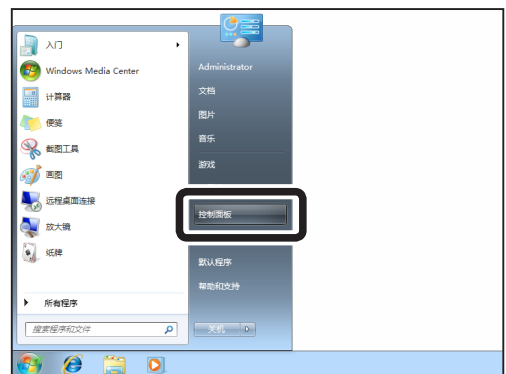 入门
Windows Media Center
计算器
便笺
截图工具
画图
远程桌面连接
放大镜
纸牌
所有程序
搜索程序和文件
Administrator
文档
图片
音乐
游戏
控制面板
默认程序
帮助和支持
关机